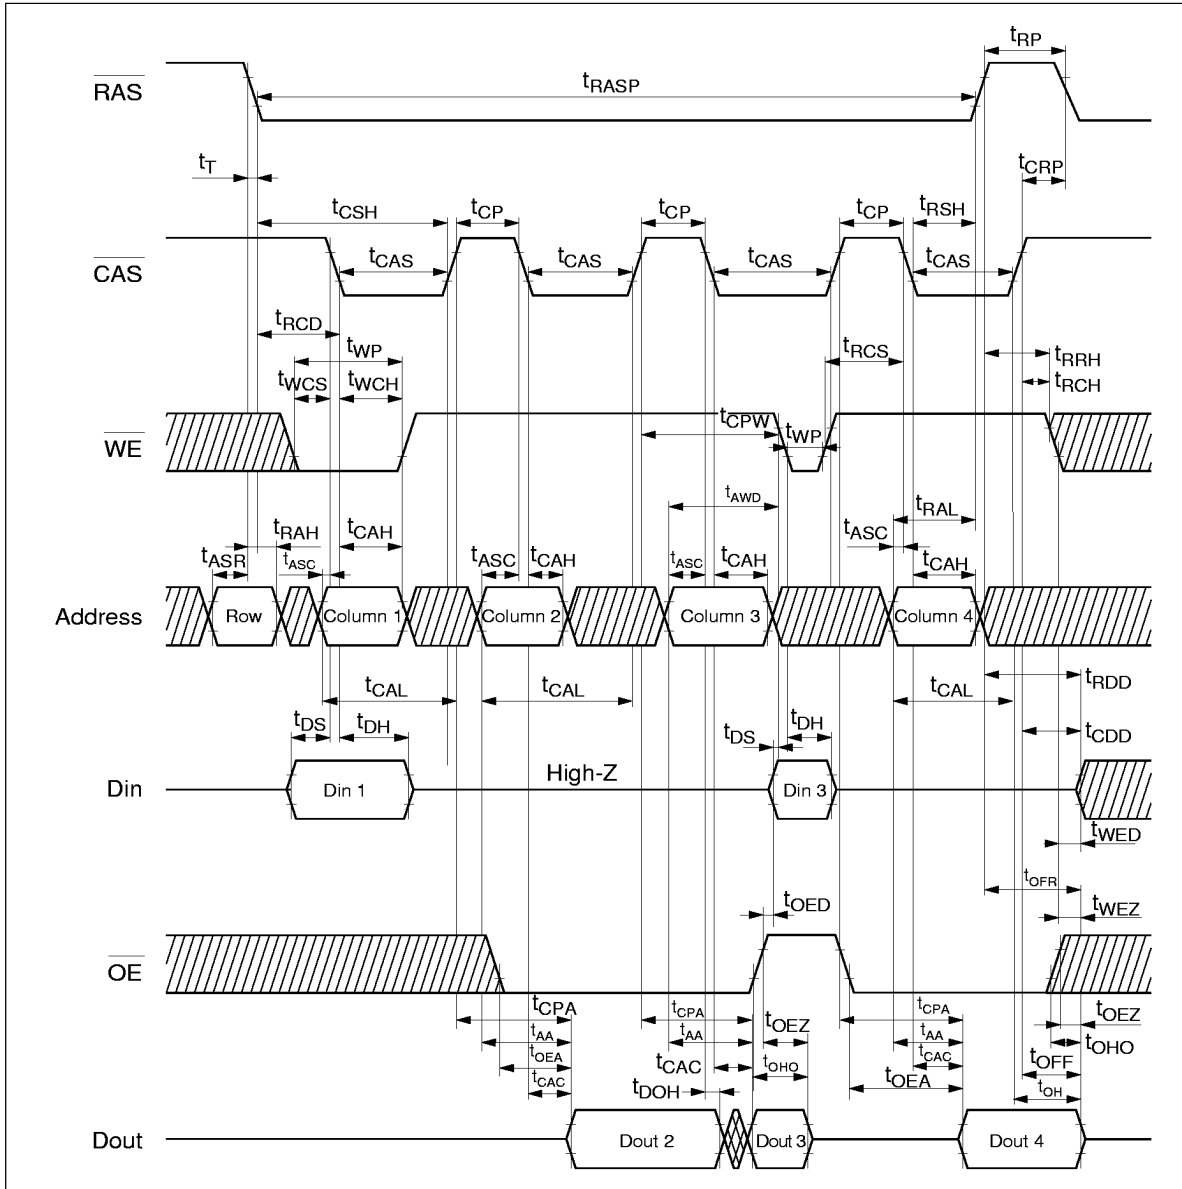 tRP
RAS
tRASP
tT
tCRP
tCSH tCP tCP tCP tRSH
CAS
tCAS tCAS tCAS tCAS
tRCD
tWP tRCS tRRH
tWCS tWCH tRCH
tCPW
WE
tWP
tAWD
tRAL
tRAH tCAH tASC
tASR tASC tASC tCAH tASC tCAH tCAH
Address Row Column 1 Column 2 Column 3 Column 4
tRDD
tCAL tCAL tCAL
tDS tDH tDS tDH tCDD
High-Z
Din Din 1 Din 3
tWED
tOFR
tOED tWEZ
OE
tCPA tCPA tOEZ tCPA tOEZ
tAA tAA tAA tOHO
tOEA tCAC tOHO tCAC tOFF
tCAC tDOH tOEA tOH
Dout Dout 2 Dout 3 Dout 4